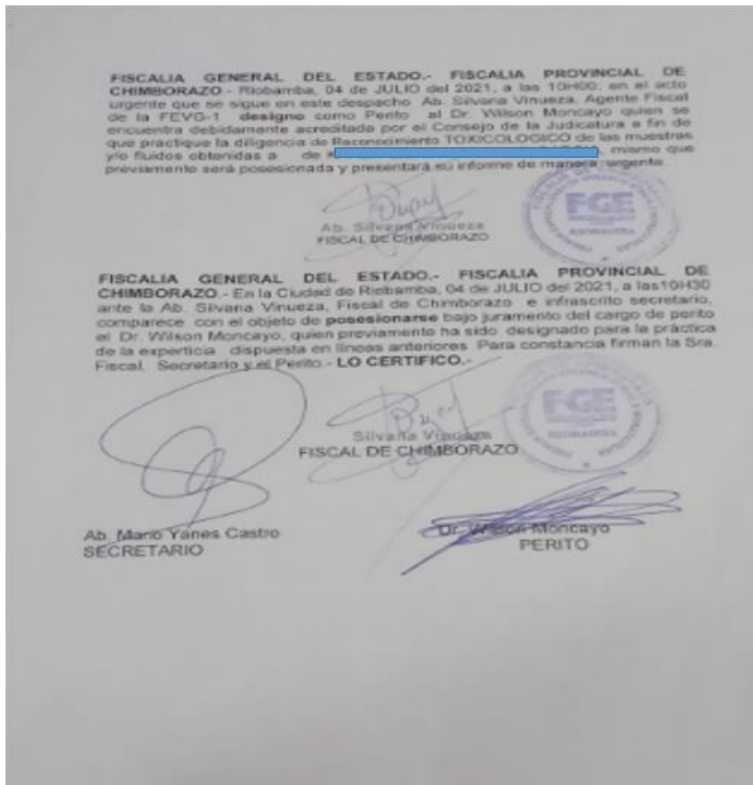 FISCALIA GENERAL DEL ESTADO.- FISCALIA PROVINCIAL DE
CHIMBORAZO.- Riobamba, 04 de JULIO del 2021, a las 10H00; en el acto
urgente que se sigue en este despacho Ab. Silvana Vinueza, Agente Fiscal
de la FEVG-1 designo como Perito al Dr. Wilson Moncayo quien se
encuentra debidamente acreditado por el Consejo de la Judicatura a fin de
que practique la diligencia de Reconocimiento TOXICOLOGICO de las muestras
y/o fluidos obtenidas a de , mismo que
previamente será posesionada y presentará su informe de manera urgente.
Ab. Silvana Vinueza
FISCAL DE CHIMBORAZO
FGE
FISCALIA GENERAL DEL ESTADO.- FISCALIA PROVINCIAL DE
CHIMBORAZO.- En la Ciudad de Riobamba, 04 de JULIO del 2021, a las10H30
ante la Ab. Silvana Vinueza, Fiscal de Chimborazo e infrascrito secretario,
comparece con el objeto de posesionarse bajo juramento del cargo de perito
el Dr. Wilson Moncayo, quien previamente ha sido designado para la práctica
de la experticia dispuesta en líneas anteriores. Para constancia firman la Sra.
Fiscal, Secretario y el Perito.- LO CERTIFICO.-
FGE
Silvana Vinueza
FISCAL DE CHIMBORAZO
Ab. Mario Yanes Castro
SECRETARIO
Dr. Wilson Moncayo
PERITO